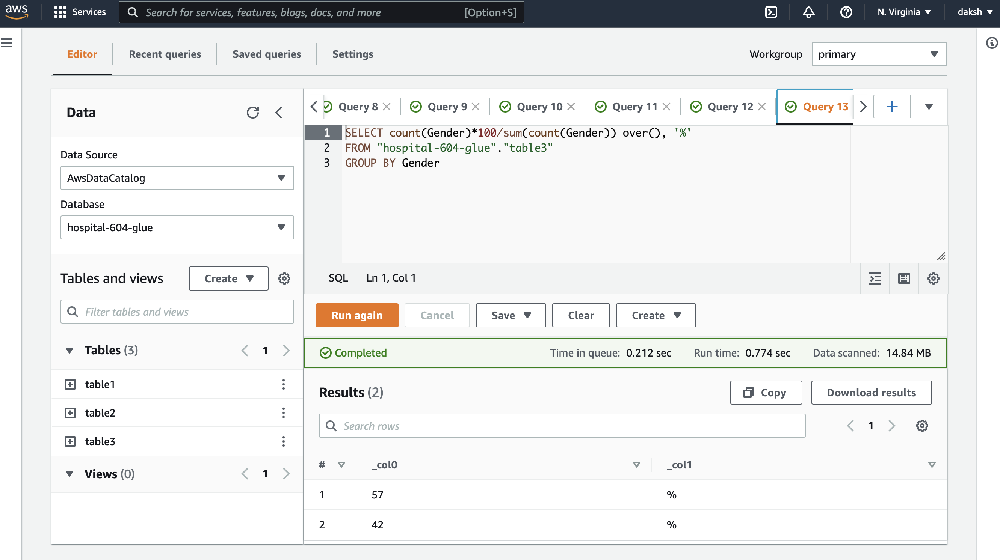 aws
Services
Search for services, features, blogs, docs, and more
[Option+S]
N. Virginia
daksh
Editor
Recent queries
Saved queries
Settings
Workgroup
primary
Data
Data Source
AwsDataCatalog
Database
hospital-604-glue
Tables and views
Create
Filter tables and views
Tables (3)
1
table1
table2
table3
Views (0)
1
Query 8
Query 9
Query 10
Query 11
Query 12
Query 13
1 SELECT count(Gender)*100/sum(count(Gender)) over(), '%'
2 FROM "hospital-604-glue"."table3"
3 GROUP BY Gender
SQL
Ln 1, Col 1
Run again
Cancel
Save
Clear
Create
Completed
Time in queue: 0.212 sec
Run time: 0.774 sec
Data scanned: 14.84 MB
Results (2)
Copy
Download results
Search rows
1
# _col0 _col1
1 57 %
2 42 %